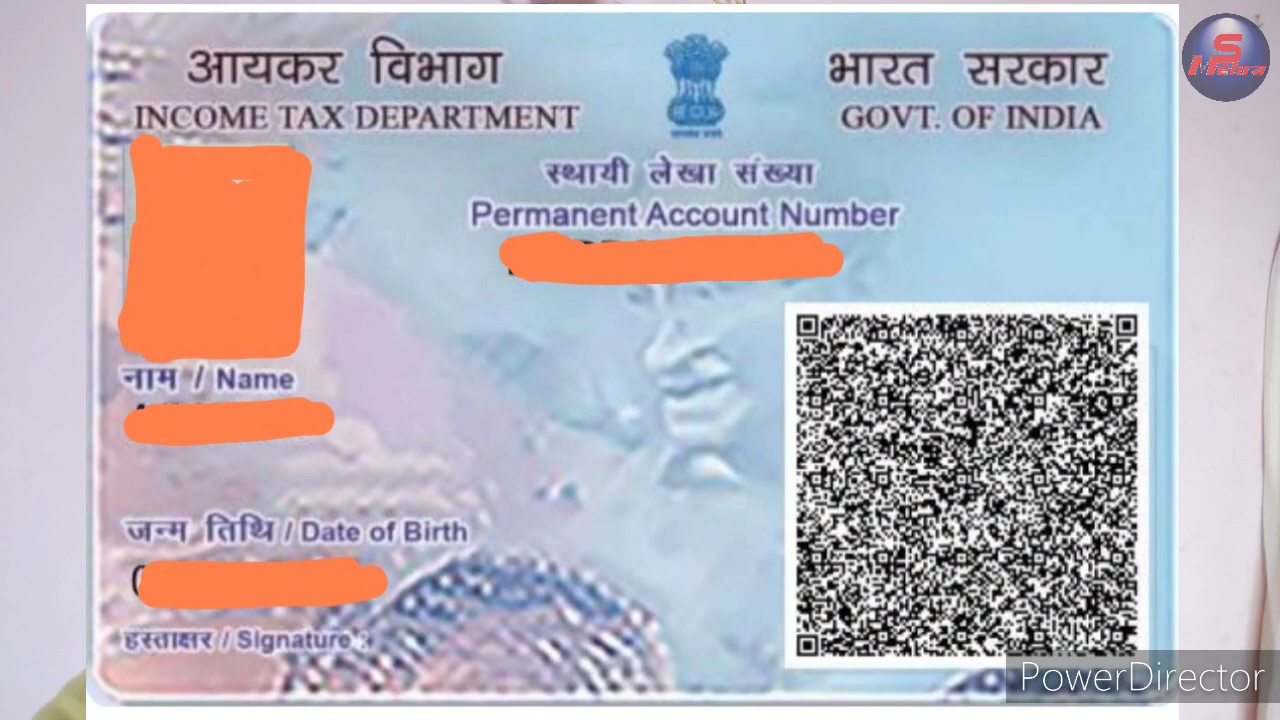 आयकर विभाग
INCOME TAX DEPARTMENT
भारत सरकार
GOVT. OF INDIA
स्थायी लेखा संख्या
Permanent Account Number
नाम / Name
जन्म तिथि / Date of Birth
हस्ताक्षर / Signature
S
PowerDirector